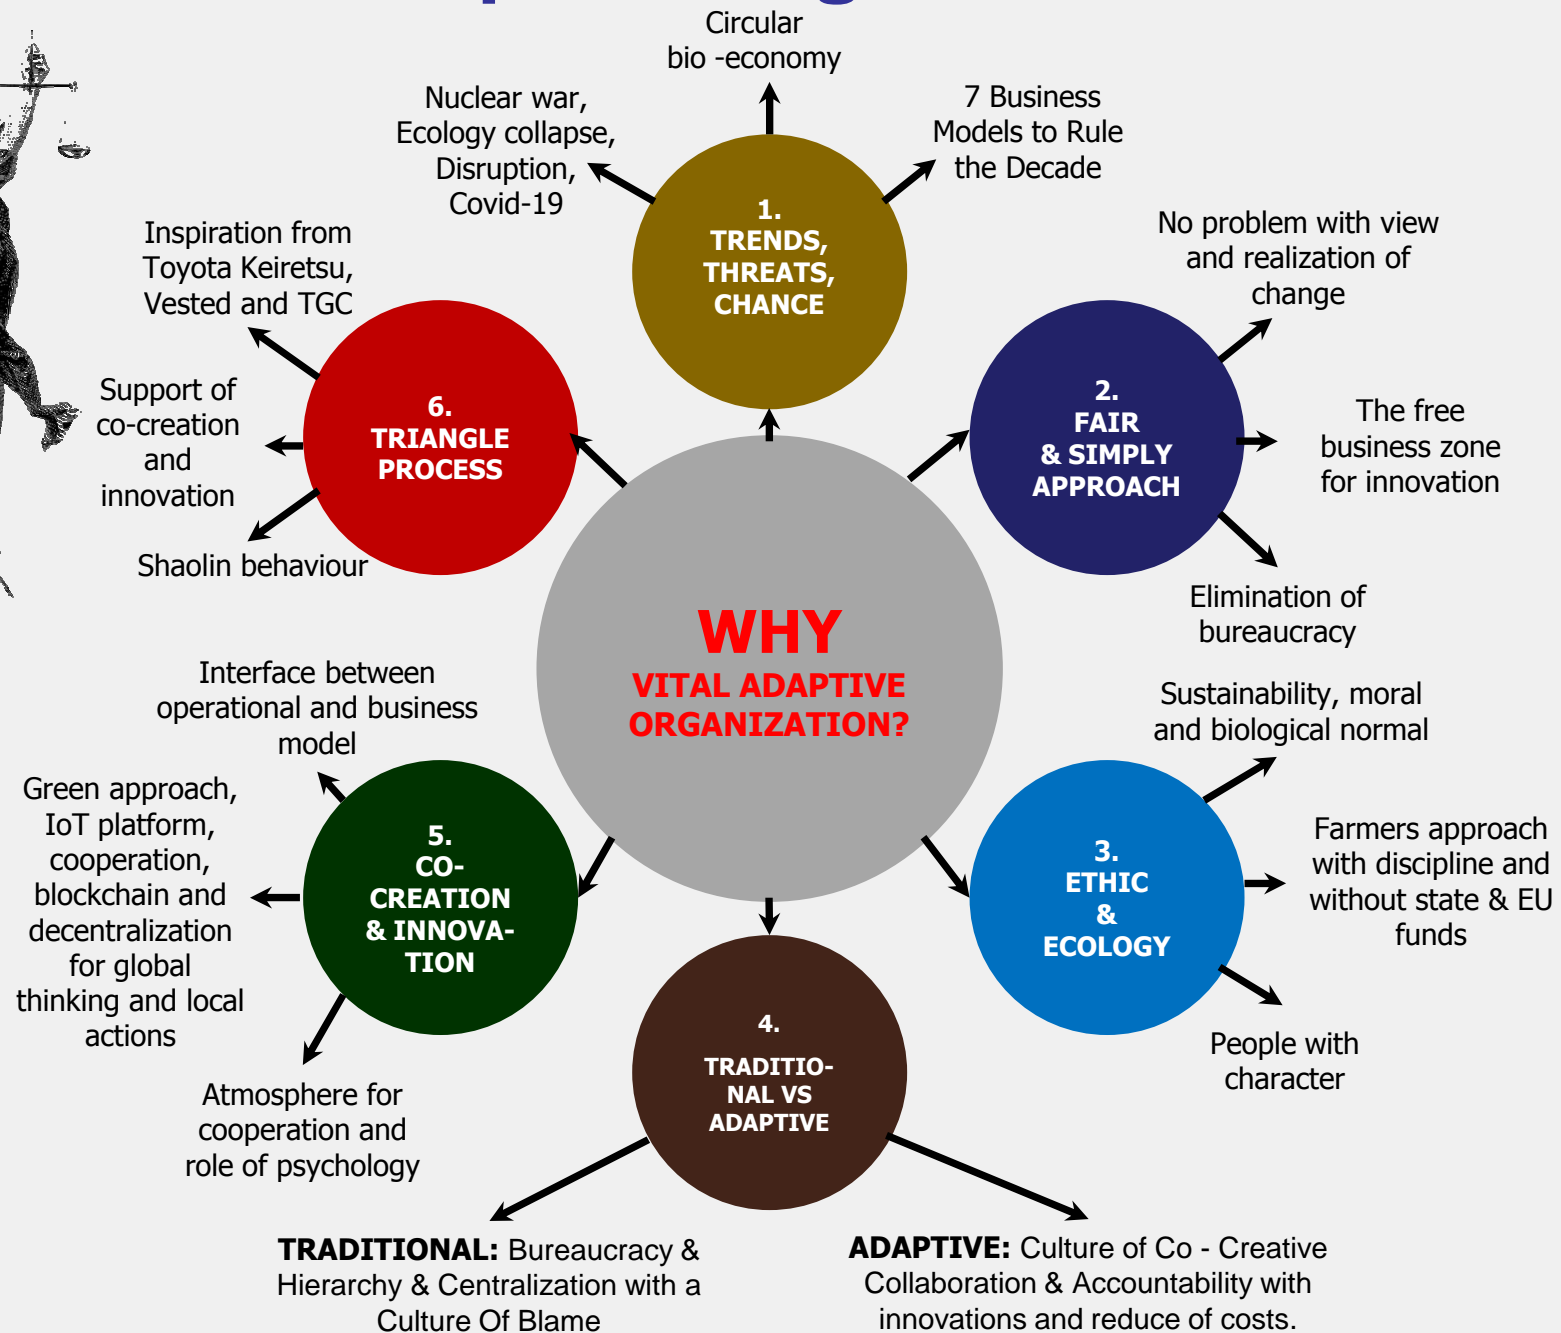 Circular
bio -economy
Nuclear war,
Ecology collapse,
Disruption,
Covid-19
7 Business
Models to Rule
the Decade
1.
TRENDS,
THREATS,
CHANCE
No problem with view
and realization of
change
The free
business zone
for innovation
Elimination of
bureaucracy
2.
FAIR
& SIMPLY
APPROACH
Inspiration from
Toyota Keiretsu,
Vested and TGC
Support of
co-creation
and
innovation
Shaolin behaviour
6.
TRIANGLE
PROCESS
WHY
VITAL ADAPTIVE
ORGANIZATION?
Sustainability, moral
and biological normal
Farmers approach
with discipline and
without state & EU
funds
People with
character
3.
ETHIC
&
ECOLOGY
Interface between
operational and business
model
Green approach,
IoT platform,
cooperation,
blockchain and
decentralization
for global
thinking and local
actions
Atmosphere for
cooperation and
role of psychology
5.
CO-
CREATION
& INNOVA-
TION
4.
TRADITIO-
NAL VS
ADAPTIVE
TRADITIONAL: Bureaucracy &
Hierarchy & Centralization with a
Culture Of Blame
ADAPTIVE: Culture of Co - Creative
Collaboration & Accountability with
innovations and reduce of costs.